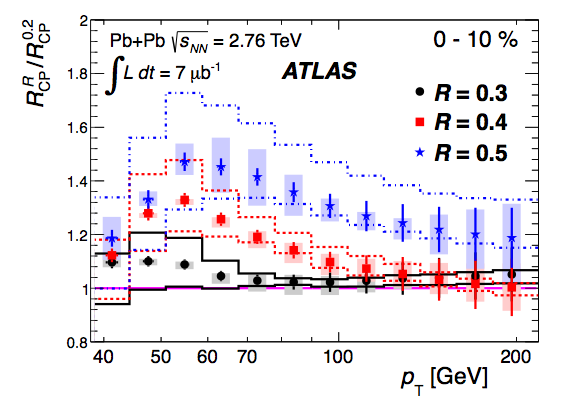 R_CP^R / R_CP^0.2
Pb+Pb √s_NN = 2.76 TeV
0 - 10 %
∫L dt = 7 μb⁻¹
ATLAS
R = 0.3
R = 0.4
R = 0.5
2
1.8
1.6
1.4
1.2
1
0.8
40 50 60 70 100 200
p_T [GeV]